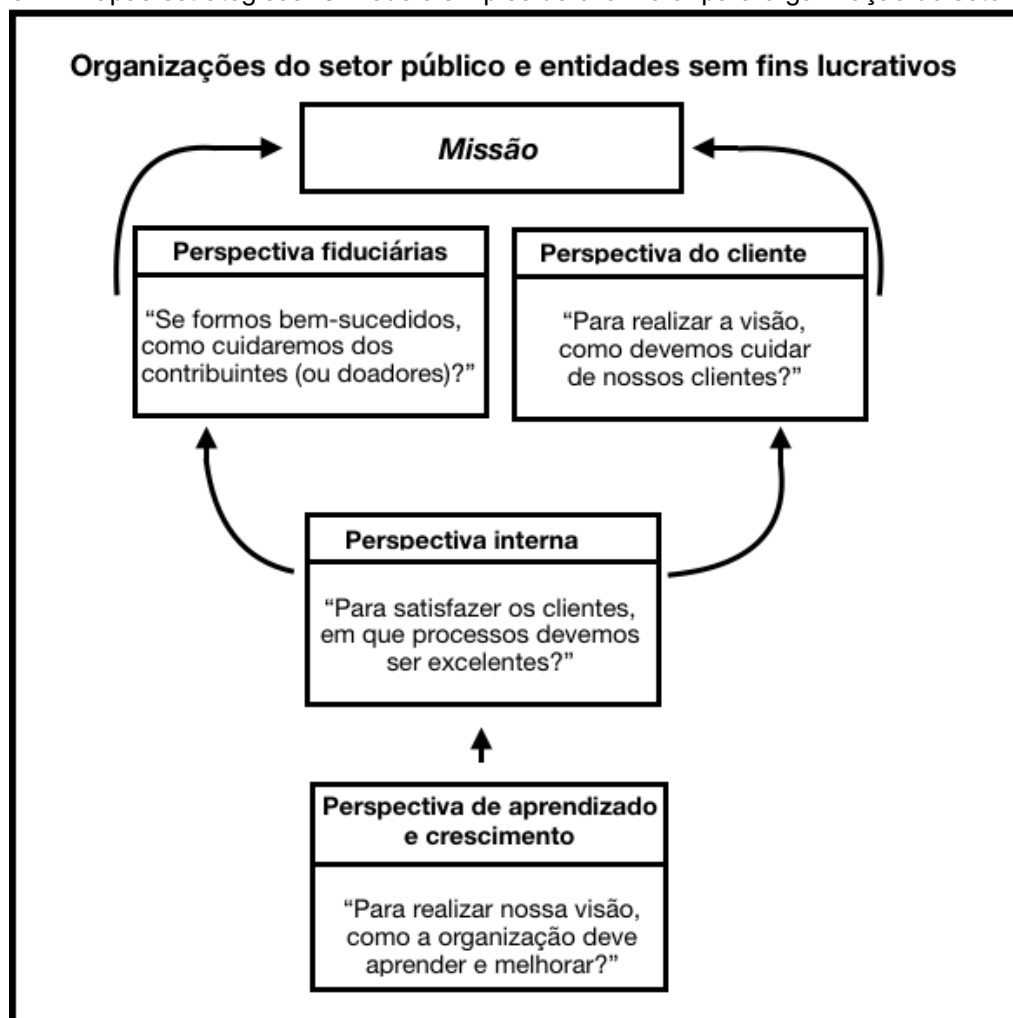 Organizações do setor público e entidades sem fins lucrativos
Missão
Perspectiva fiduciárias
“Se formos bem-sucedidos,
como cuidaremos dos
contribuintes (ou doadores)?”
Perspectiva do cliente
“Para realizar a visão,
como devemos cuidar
de nossos clientes?”
Perspectiva interna
“Para satisfazer os clientes,
em que processos devemos
ser excelentes?”
Perspectiva de aprendizado
e crescimento
“Para realizar nossa visão,
como a organização deve
aprender e melhorar?”